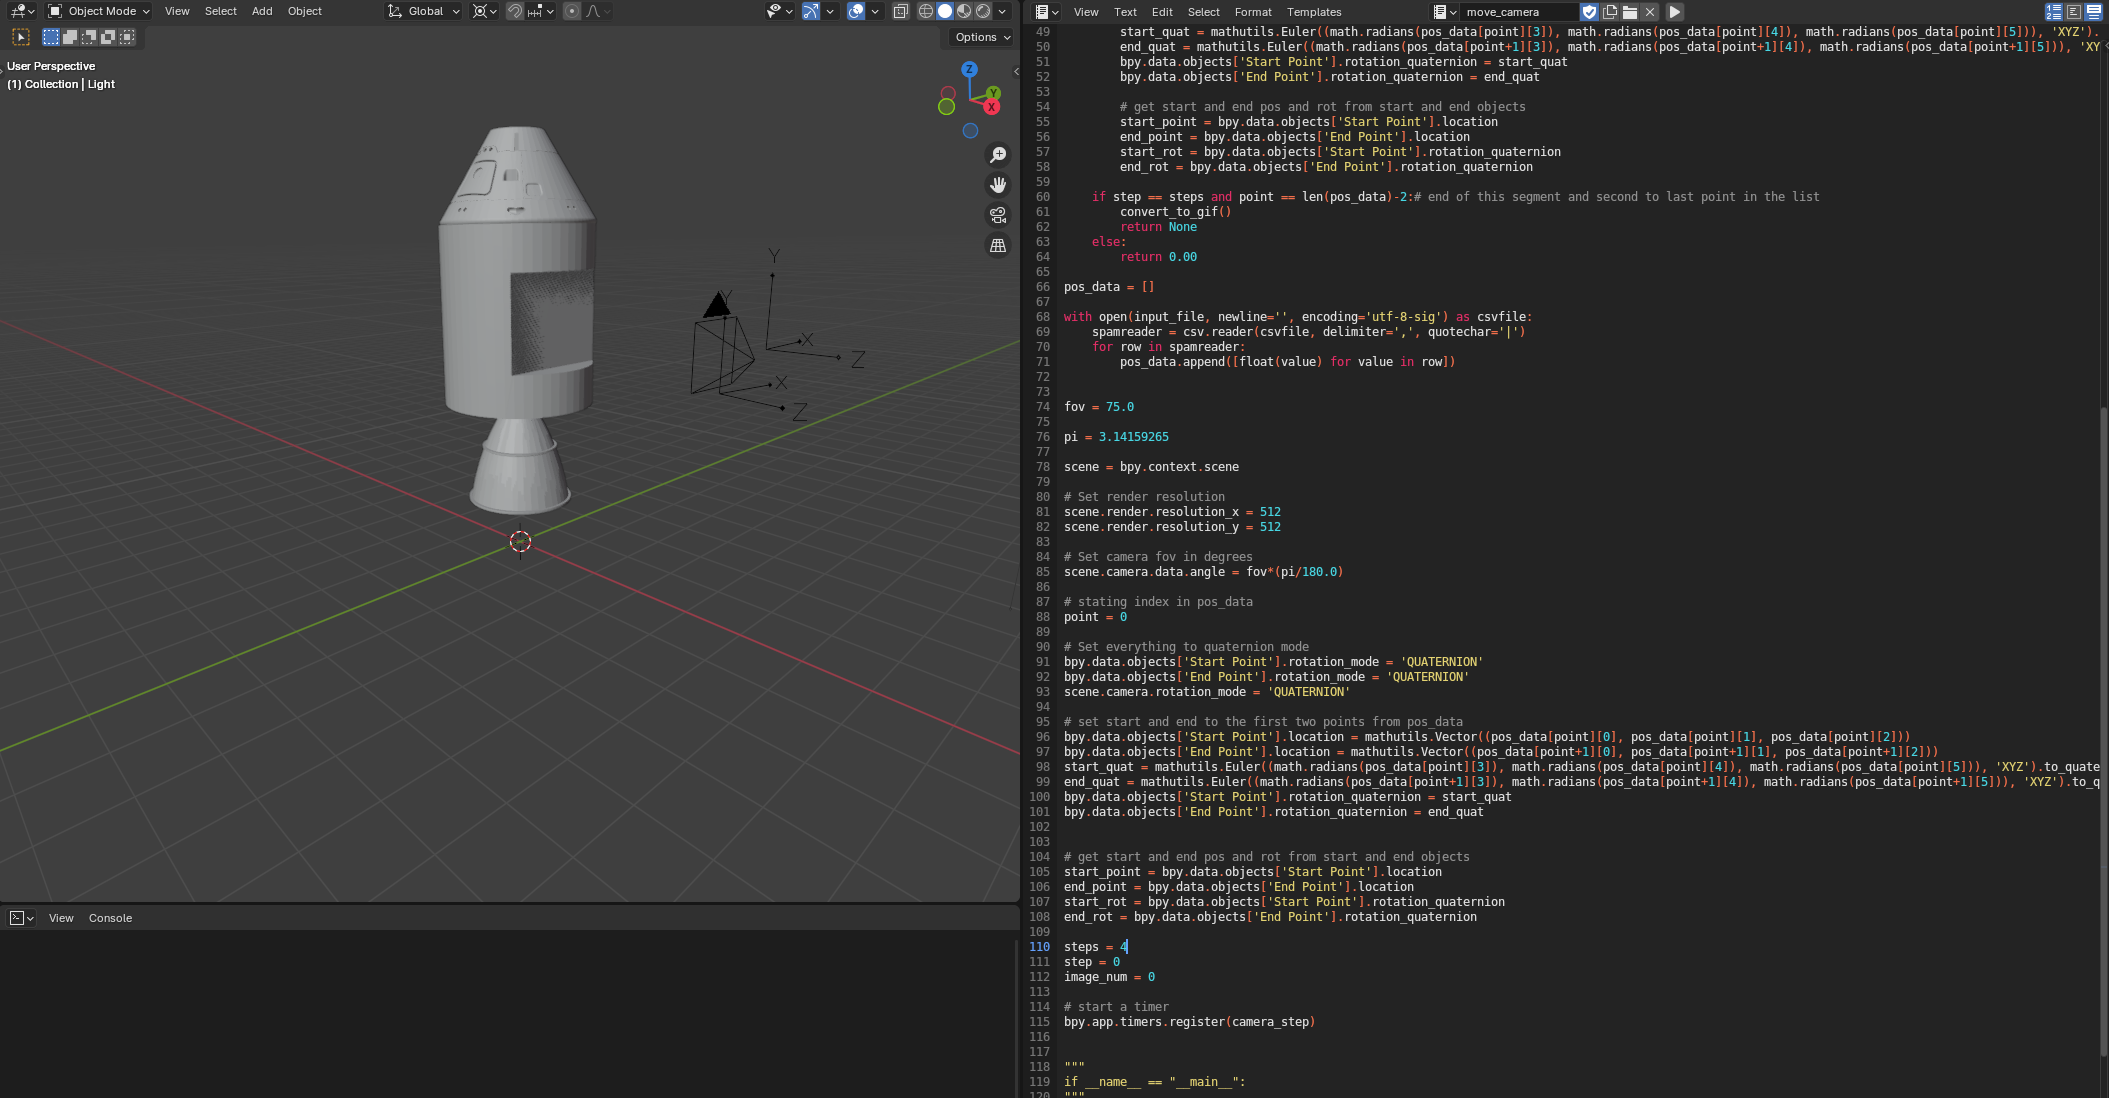 Object Mode View Select Add Object Global
Options
User Perspective
(1) Collection | Light
Z
Y
X
Y
X
Z
Y
X
Z
View Console
View Text Edit Select Format Templates move_camera
49 start_quat = mathutils.Euler((math.radians(pos_data[point][3]), math.radians(pos_data[point][4]), math.radians(pos_data[point][5])), 'XYZ').
50 end_quat = mathutils.Euler((math.radians(pos_data[point+1][3]), math.radians(pos_data[point+1][4]), math.radians(pos_data[point+1][5])), 'XY
51 bpy.data.objects['Start Point'].rotation_quaternion = start_quat
52 bpy.data.objects['End Point'].rotation_quaternion = end_quat
53
54 # get start and end pos and rot from start and end objects
55 start_point = bpy.data.objects['Start Point'].location
56 end_point = bpy.data.objects['End Point'].location
57 start_rot = bpy.data.objects['Start Point'].rotation_quaternion
58 end_rot = bpy.data.objects['End Point'].rotation_quaternion
59
60 if step == steps and point == len(pos_data)-2:# end of this segment and second to last point in the list
61 convert_to_gif()
62 return None
63 else:
64 return 0.00
65
66 pos_data = []
67
68 with open(input_file, newline='', encoding='utf-8-sig') as csvfile:
69 spamreader = csv.reader(csvfile, delimiter=',', quotechar='|')
70 for row in spamreader:
71 pos_data.append([float(value) for value in row])
72
73
74 fov = 75.0
75
76 pi = 3.14159265
77
78 scene = bpy.context.scene
79
80 # Set render resolution
81 scene.render.resolution_x = 512
82 scene.render.resolution_y = 512
83
84 # Set camera fov in degrees
85 scene.camera.data.angle = fov*(pi/180.0)
86
87 # stating index in pos_data
88 point = 0
89
90 # Set everything to quaternion mode
91 bpy.data.objects['Start Point'].rotation_mode = 'QUATERNION'
92 bpy.data.objects['End Point'].rotation_mode = 'QUATERNION'
93 scene.camera.rotation_mode = 'QUATERNION'
94
95 # set start and end to the first two points from pos_data
96 bpy.data.objects['Start Point'].location = mathutils.Vector((pos_data[point][0], pos_data[point][1], pos_data[point][2]))
97 bpy.data.objects['End Point'].location = mathutils.Vector((pos_data[point+1][0], pos_data[point+1][1], pos_data[point+1][2]))
98 start_quat = mathutils.Euler((math.radians(pos_data[point][3]), math.radians(pos_data[point][4]), math.radians(pos_data[point][5])), 'XYZ').to_quate
99 end_quat = mathutils.Euler((math.radians(pos_data[point+1][3]), math.radians(pos_data[point+1][4]), math.radians(pos_data[point+1][5])), 'XYZ').to_q
100 bpy.data.objects['Start Point'].rotation_quaternion = start_quat
101 bpy.data.objects['End Point'].rotation_quaternion = end_quat
102
103
104 # get start and end pos and rot from start and end objects
105 start_point = bpy.data.objects['Start Point'].location
106 end_point = bpy.data.objects['End Point'].location
107 start_rot = bpy.data.objects['Start Point'].rotation_quaternion
108 end_rot = bpy.data.objects['End Point'].rotation_quaternion
109
110 steps = 4
111 step = 0
112 image_num = 0
113
114 # start a timer
115 bpy.app.timers.register(camera_step)
116
117
118 """
119 if __name__ == "__main__":
120 """